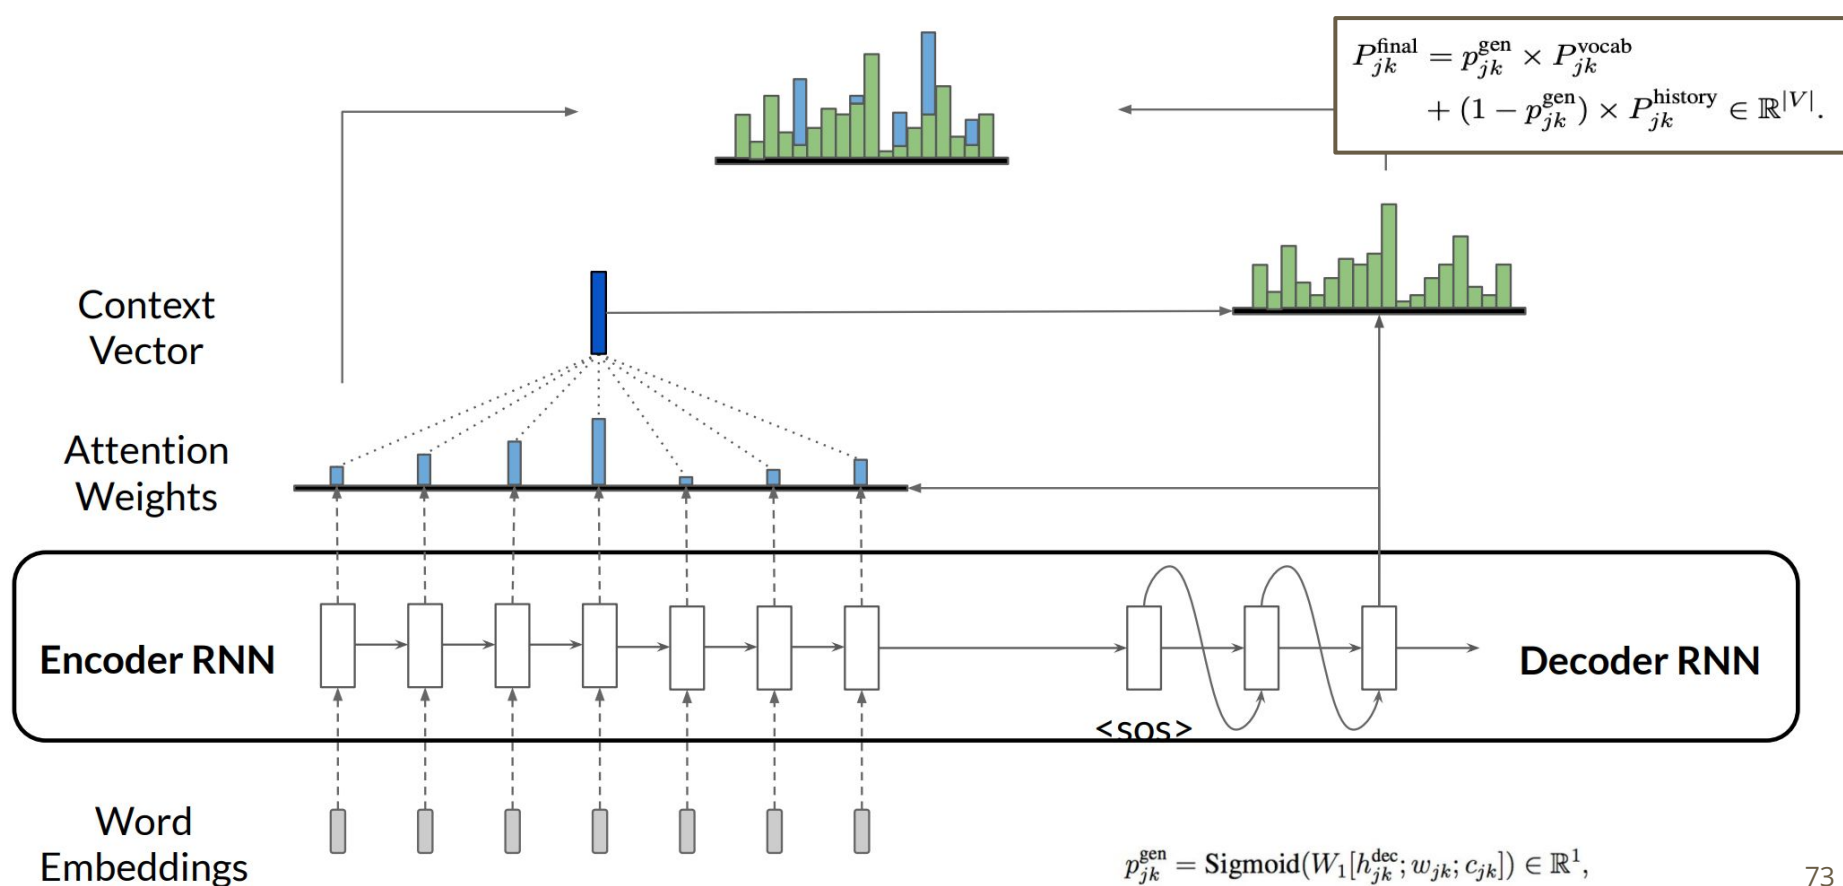 P_{jk}^{final} = p_{jk}^{gen} × P_{jk}^{vocab}
+ (1 − p_{jk}^{gen}) × P_{jk}^{history} ∈ ℝ^{|V|}.
Context
Vector
Attention
Weights
Encoder RNN
Decoder RNN
<sos>
Word
Embeddings
p_{jk}^{gen} = Sigmoid(W_1[h_{jk}^{dec}; w_{jk}; c_{jk}]) ∈ ℝ^1,
73